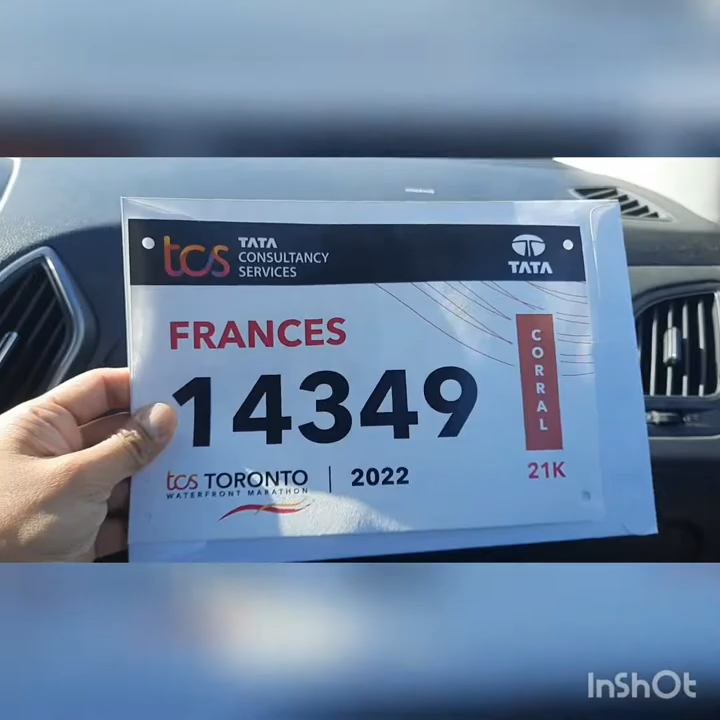 tcs TATA
CONSULTANCY
SERVICES
TATA
FRANCES
14349
CORRAL
21K
tcs TORONTO
WATERFRONT MARATHON
2022
InShOt